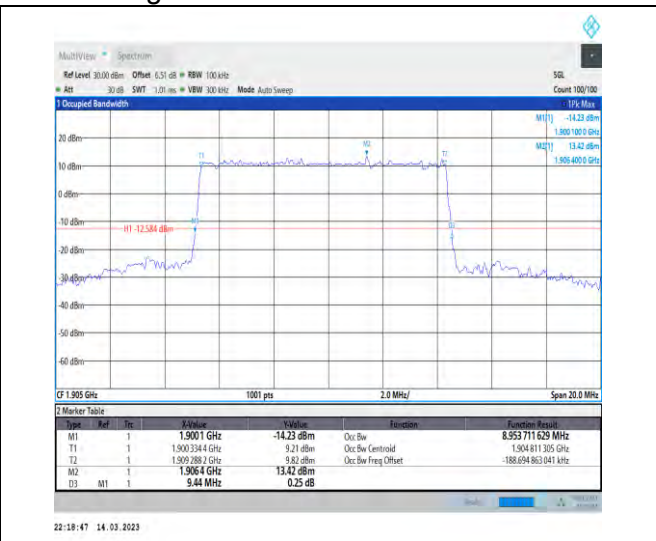 MultiView Spectrum
Ref Level 30.00 dBm Offset 6.51 dB RBW 100 kHz SGL
Att 30 dB SWT 1.01 ms VBW 300 kHz Mode Auto Sweep Count 100/100
1 Occupied Bandwidth 1Pk Max
M1[1] -14.23 dBm
1.900 100 0 GHz
M2[1] 13.42 dBm
1.906 400 0 GHz
20 dBm
M2
T1
T2
10 dBm
0 dBm
-10 dBm
H1 -12.584 dBm
-20 dBm
-30 dBm
-40 dBm
-50 dBm
-60 dBm
CF 1.905 GHz 1001 pts 2.0 MHz/ Span 20.0 MHz
2 Marker Table
Type Ref Trc X-Value Y-Value Function Function Result
M1 1 1.9001 GHz -14.23 dBm Occ Bw 8.953 711 629 MHz
T1 1 1.900 334 4 GHz 9.21 dBm Occ Bw Centroid 1.904 811 305 GHz
T2 1 1.909 288 2 GHz 9.82 dBm Occ Bw Freq Offset -188.694 863 041 kHz
M2 1 1.906 4 GHz 13.42 dBm
D3 M1 1 9.44 MHz 0.25 dB
22:18:47 14.03.2023